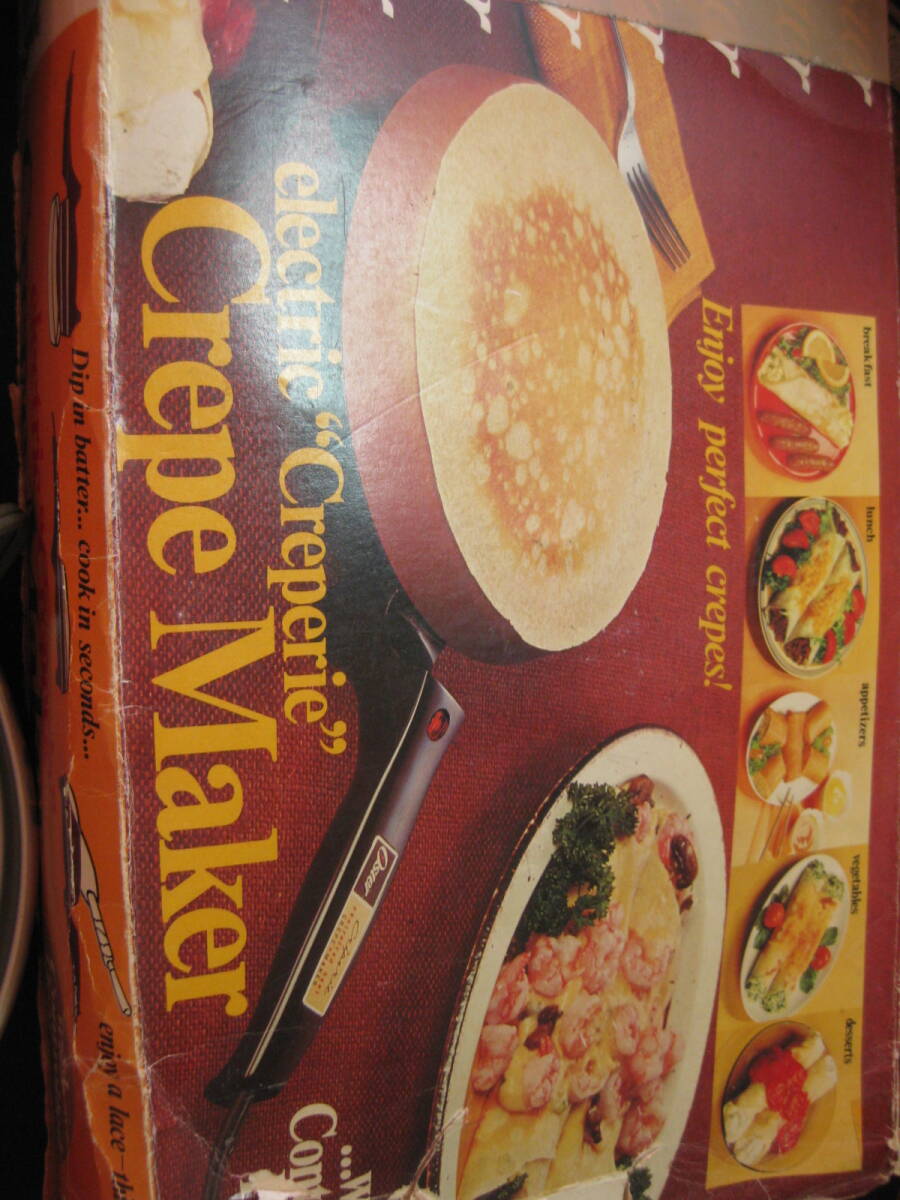 Enjoy perfect crepes!
breakfast
lunch
appetizers
vegetables
desserts
electric “Creperie”
Crepe Maker
Oster
Creperie
Dip in batter... cook in seconds...
enjoy a lace-